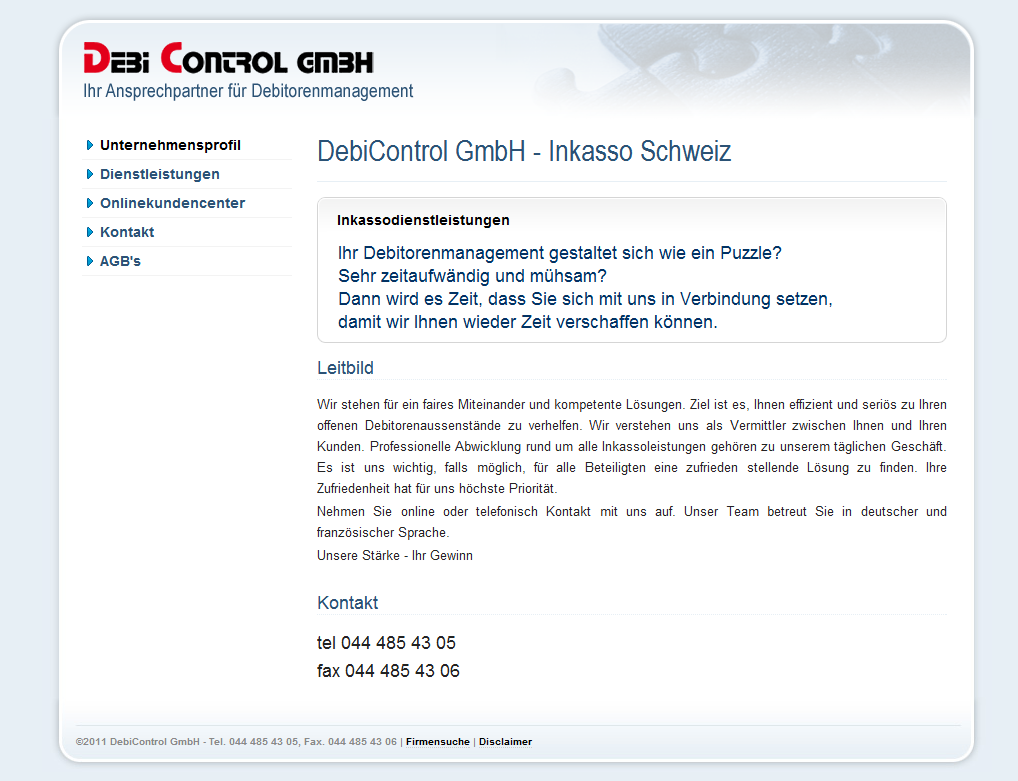 DEBI CONTROL GMBH
Ihr Ansprechpartner für Debitorenmanagement
Unternehmensprofil
Dienstleistungen
Onlinekundencenter
Kontakt
AGB's
DebiControl GmbH - Inkasso Schweiz
Inkassodienstleistungen
Ihr Debitorenmanagement gestaltet sich wie ein Puzzle?
Sehr zeitaufwändig und mühsam?
Dann wird es Zeit, dass Sie sich mit uns in Verbindung setzen,
damit wir Ihnen wieder Zeit verschaffen können.
Leitbild
Wir stehen für ein faires Miteinander und kompetente Lösungen. Ziel ist es, Ihnen effizient und seriös zu Ihren
offenen Debitorenaussenstände zu verhelfen. Wir verstehen uns als Vermittler zwischen Ihnen und Ihren
Kunden. Professionelle Abwicklung rund um alle Inkassoleistungen gehören zu unserem täglichen Geschäft.
Es ist uns wichtig, falls möglich, für alle Beteiligten eine zufrieden stellende Lösung zu finden. Ihre
Zufriedenheit hat für uns höchste Priorität.
Nehmen Sie online oder telefonisch Kontakt mit uns auf. Unser Team betreut Sie in deutscher und
französischer Sprache.
Unsere Stärke - Ihr Gewinn
Kontakt
tel 044 485 43 05
fax 044 485 43 06
©2011 DebiControl GmbH - Tel. 044 485 43 05, Fax. 044 485 43 06 | Firmensuche | Disclaimer